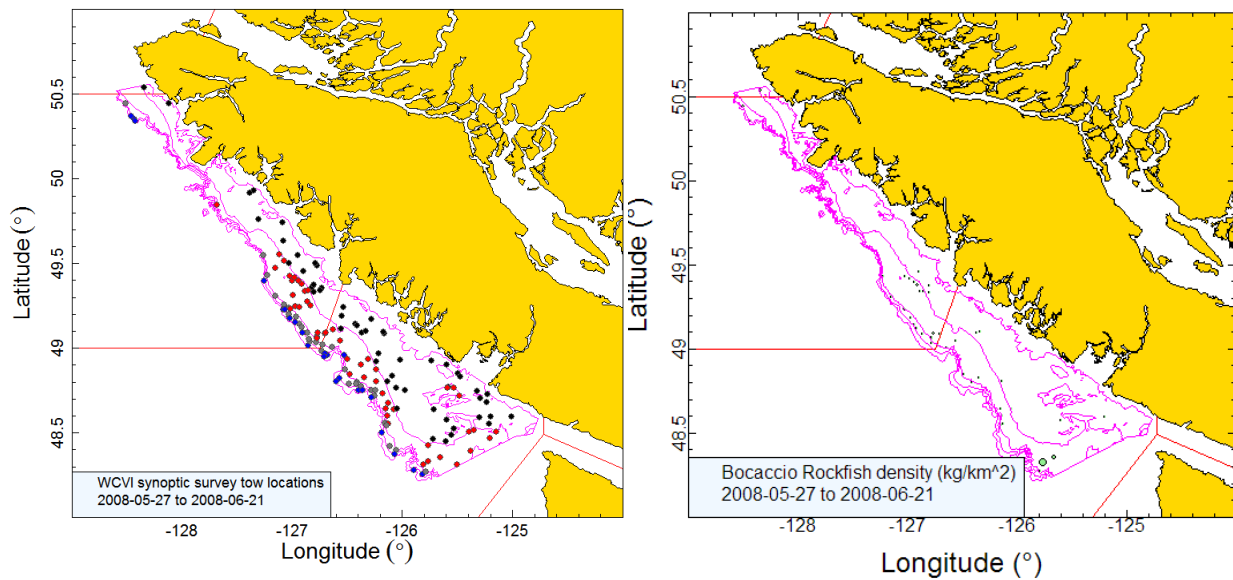 50.5
50
49.5
49
48.5
Latitude (°)
WCVI synoptic survey tow locations
2008-05-27 to 2008-06-21
-128
-127
-126
-125
Longitude (°)
50.5
50
49.5
49
48.5
Latitude (°)
Bocaccio Rockfish density (kg/km^2)
2008-05-27 to 2008-06-21
-128
-127
-126
-125
Longitude (°)